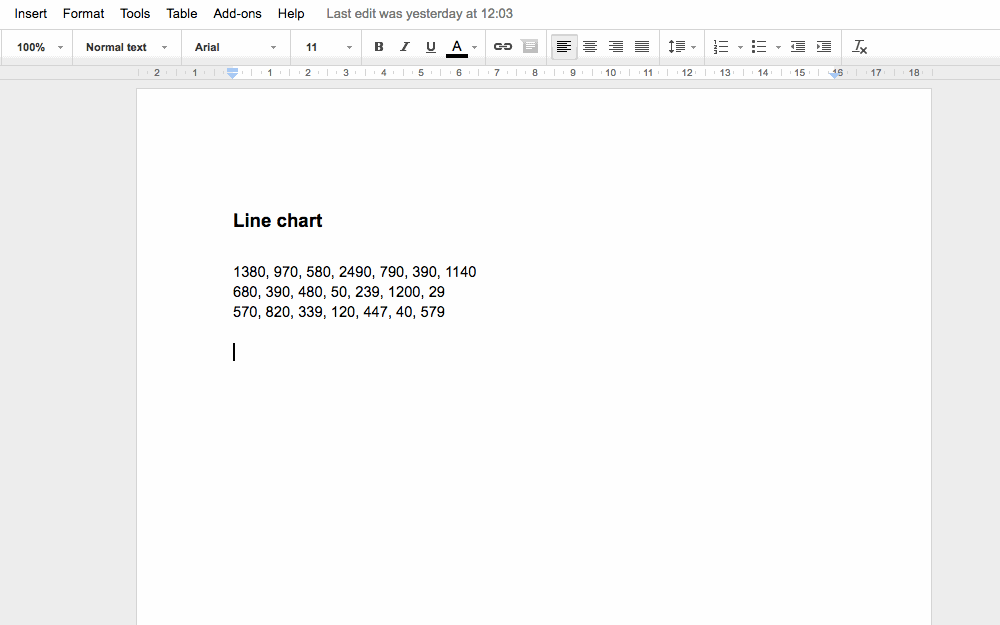 Insert Format Tools Table Add-ons Help Last edit was yesterday at 12:03
100% Normal text Arial 11 B I U A
2 1 1 2 3 4 5 6 7 8 9 10 11 12 13 14 15 16 17 18
Line chart
1380, 970, 580, 2490, 790, 390, 1140
680, 390, 480, 50, 239, 1200, 29
570, 820, 339, 120, 447, 40, 579